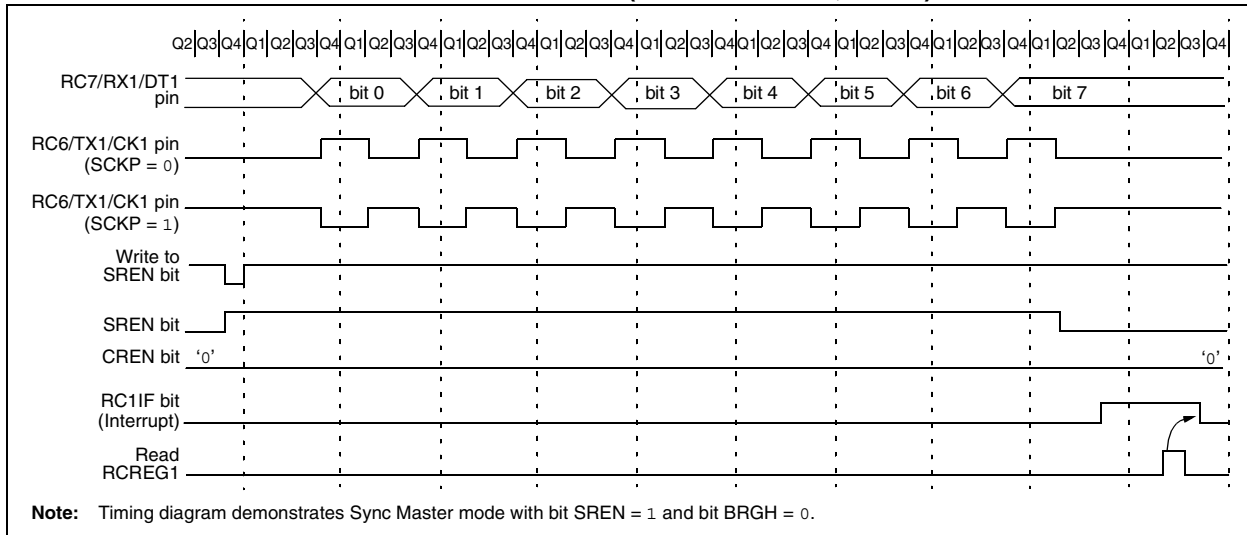 Q2 Q3 Q4 Q1 Q2 Q3 Q4 Q1 Q2 Q3 Q4 Q1 Q2 Q3 Q4 Q1 Q2 Q3 Q4 Q1 Q2 Q3 Q4 Q1 Q2 Q3 Q4 Q1 Q2 Q3 Q4 Q1 Q2 Q3 Q4 Q1 Q2 Q3 Q4 Q1 Q2 Q3 Q4
RC7/RX1/DT1
pin
bit 0 bit 1 bit 2 bit 3 bit 4 bit 5 bit 6 bit 7
RC6/TX1/CK1 pin
(SCKP = 0)
RC6/TX1/CK1 pin
(SCKP = 1)
Write to
SREN bit
SREN bit
CREN bit ‘0’ ‘0’
RC1IF bit
(Interrupt)
Read
RCREG1
Note: Timing diagram demonstrates Sync Master mode with bit SREN = 1 and bit BRGH = 0.